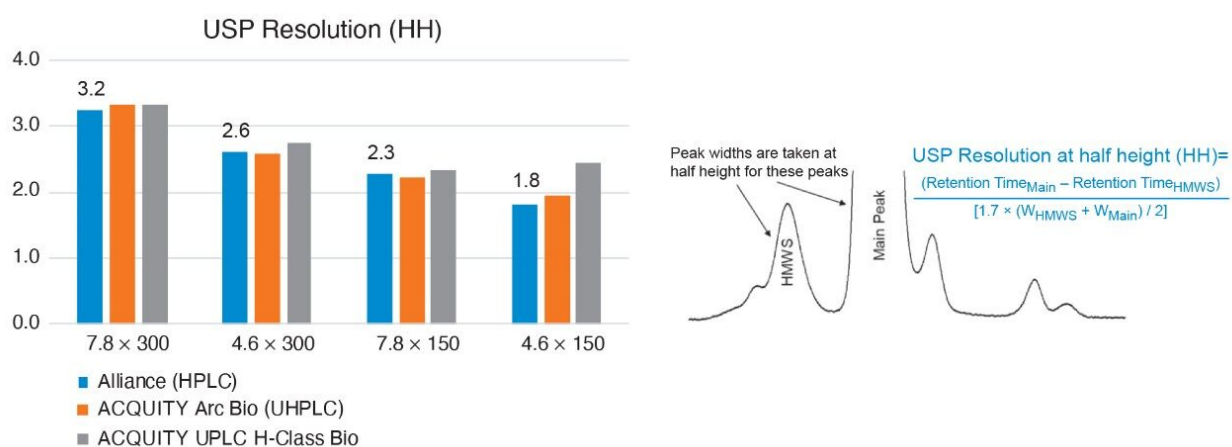 USP Resolution (HH)
4.0
3.0
2.0
1.0
0.0
3.2
2.6
2.3
1.8
7.8 × 300
4.6 × 300
7.8 × 150
4.6 × 150
Alliance (HPLC)
ACQUITY Arc Bio (UHPLC)
ACQUITY UPLC H-Class Bio
Peak widths are taken at
half height for these peaks
HMWS
Main Peak
USP Resolution at half height (HH)=
(Retention TimeMain – Retention TimeHMWS)
[1.7 × (WHMWS + WMain) / 2]